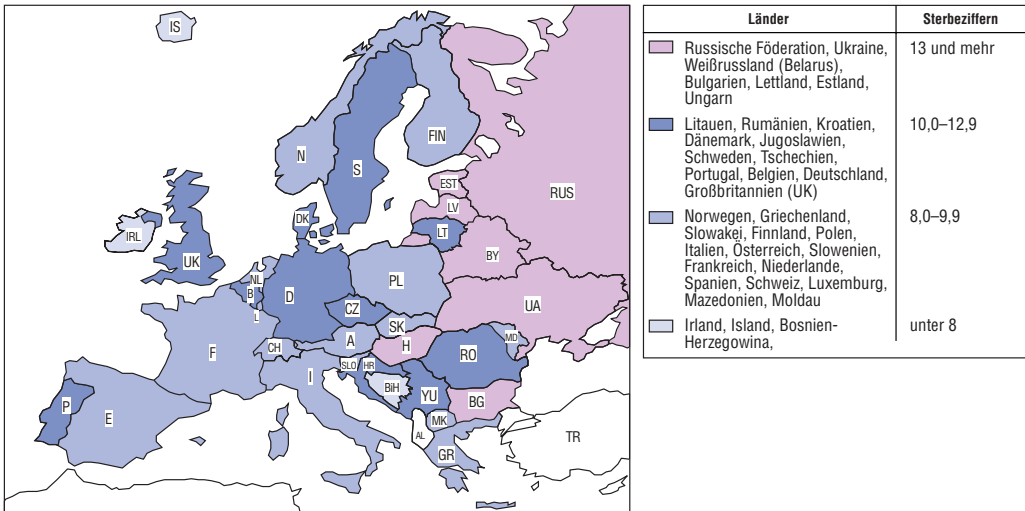 IS
FIN
N
S
EST
RUS
LV
DK
LT
IRL
BY
UK
NL
PL
B
D
UA
CZ
L
SK
MD
A
H
F
CH
RO
SLO
HR
I
BiH
YU
P
BG
E
MK
AL
TR
GR
Länder
Sterbeziffern
Russische Föderation, Ukraine,
13 und mehr
Weißrussland (Belarus),
Bulgarien, Lettland, Estland,
Ungarn
Litauen, Rumänien, Kroatien,
10,0–12,9
Dänemark, Jugoslawien,
Schweden, Tschechien,
Portugal, Belgien, Deutschland,
Großbritannien (UK)
Norwegen, Griechenland,
8,0–9,9
Slowakei, Finnland, Polen,
Italien, Österreich, Slowenien,
Frankreich, Niederlande,
Spanien, Schweiz, Luxemburg,
Mazedonien, Moldau
Irland, Island, Bosnien-
unter 8
Herzegowina,